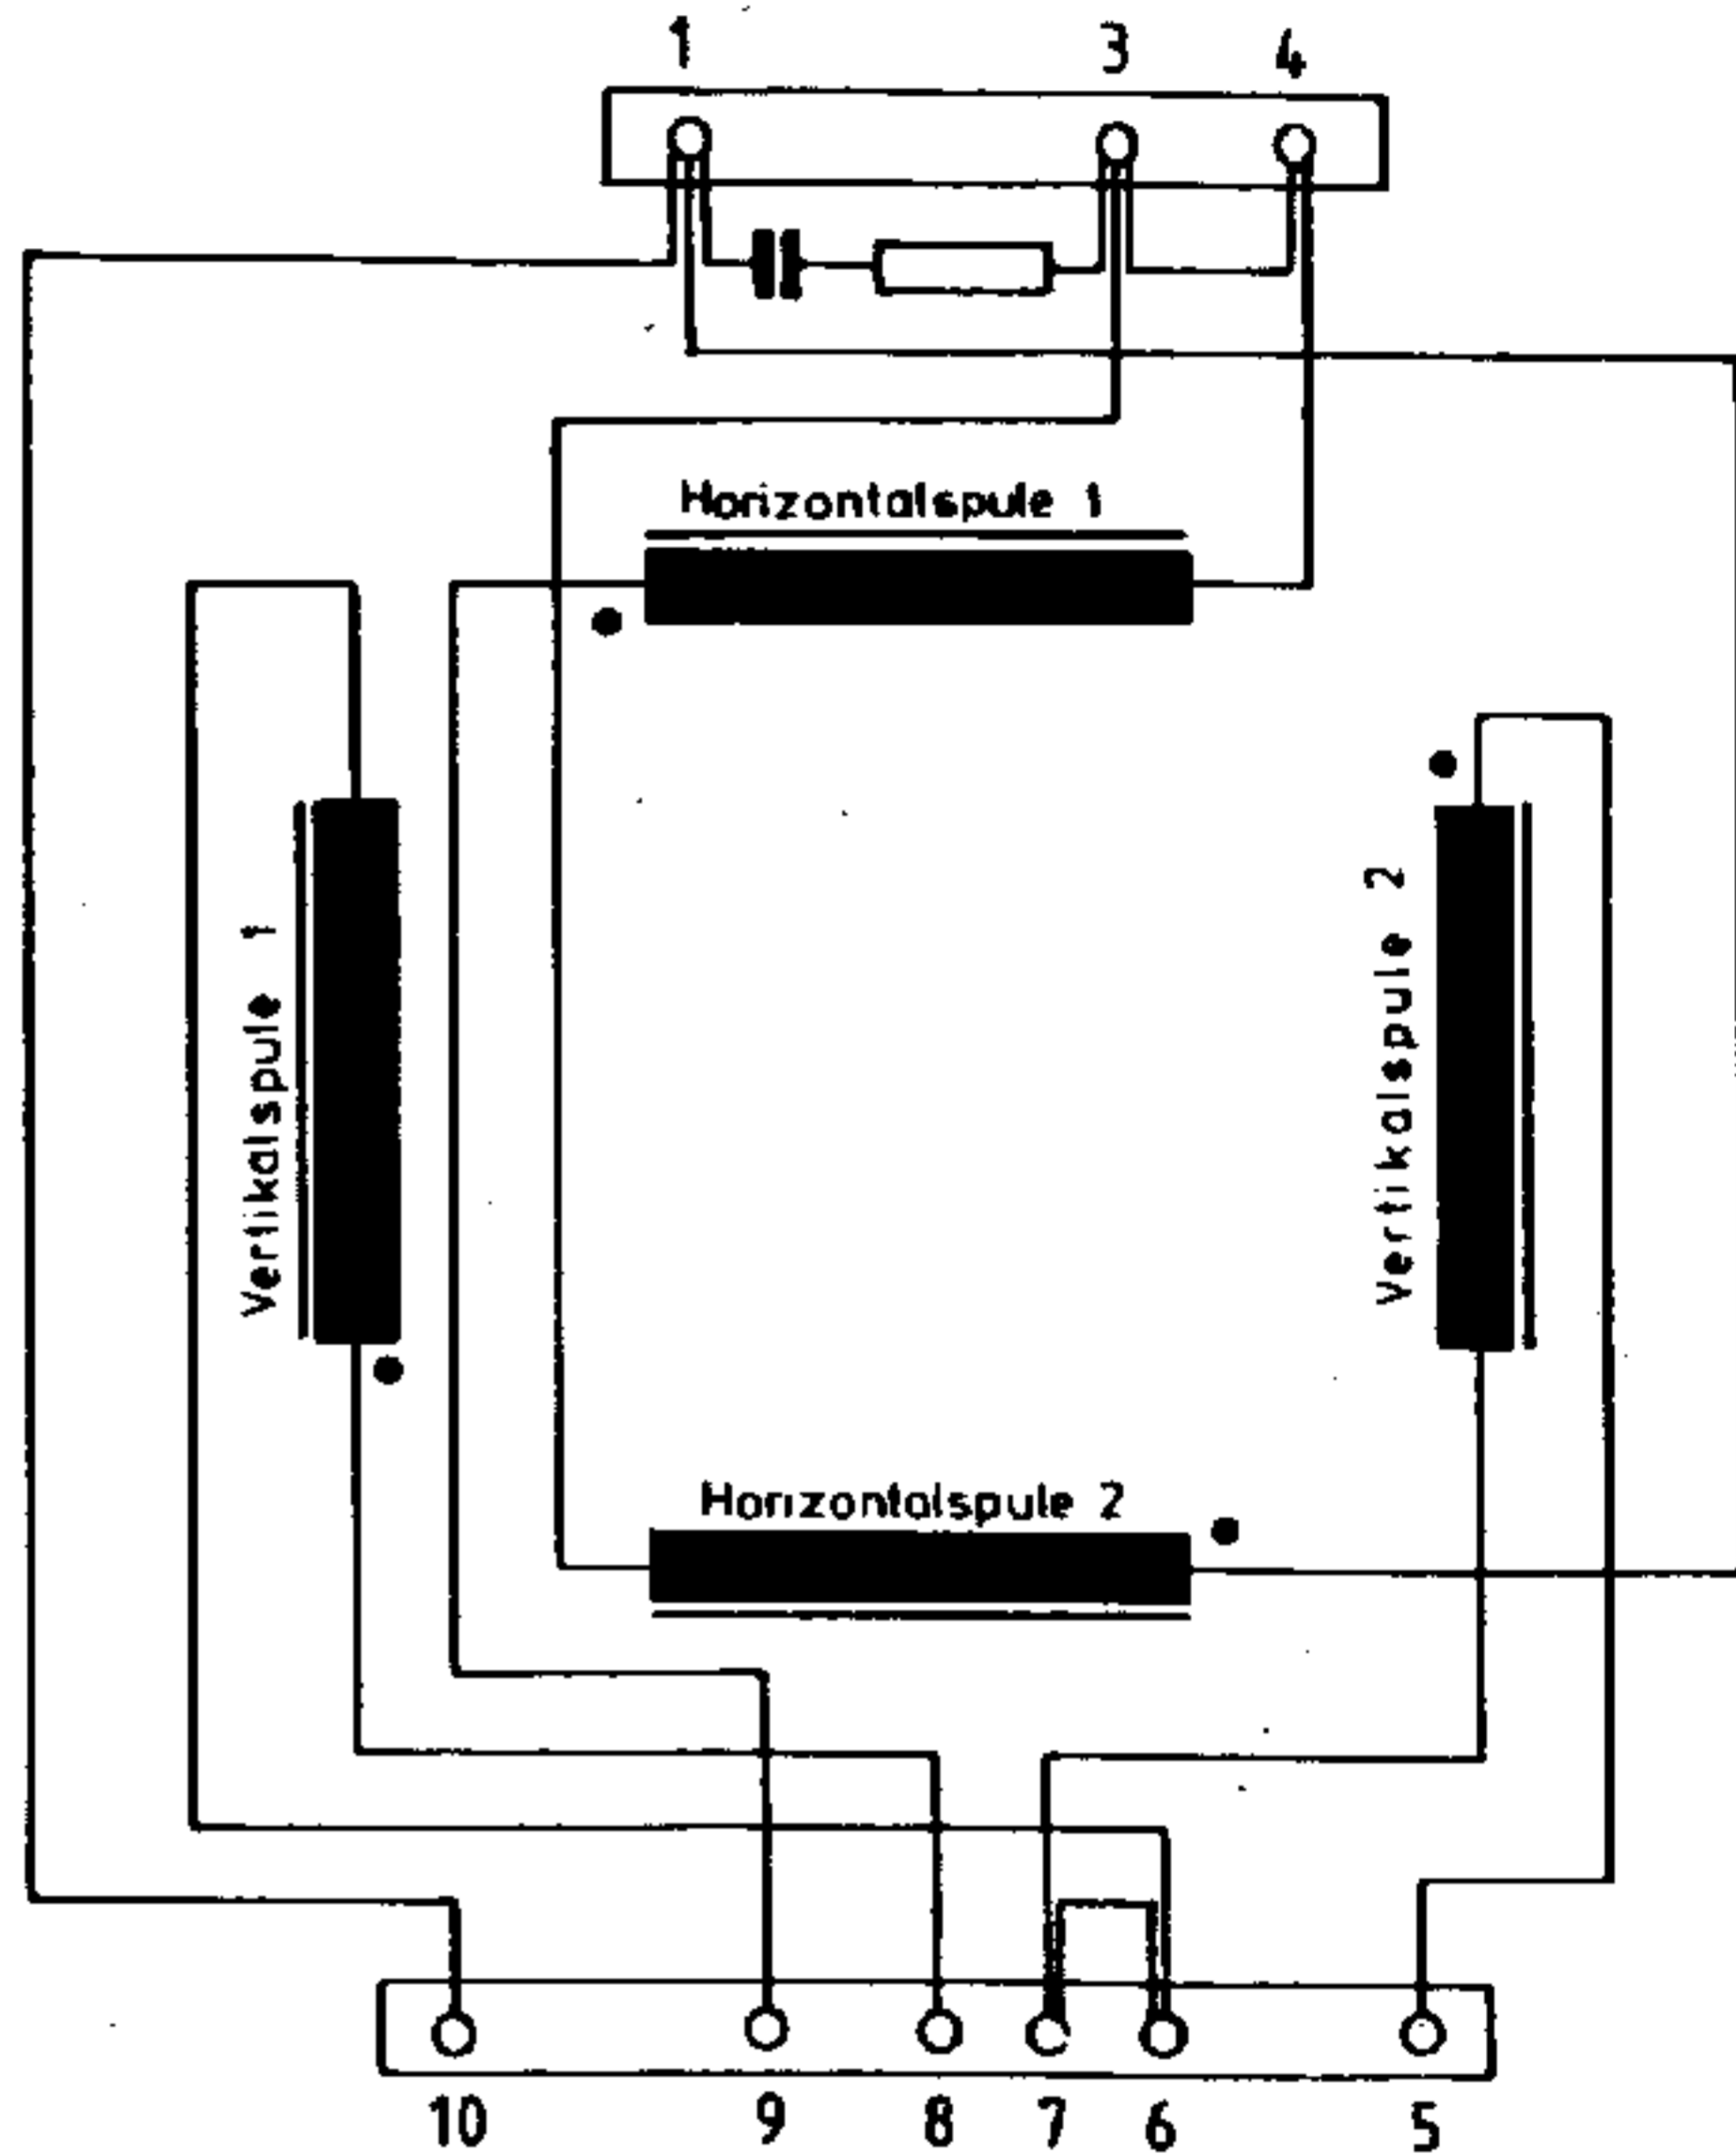 1 3 4
Horizontalspule 1
Vertikalspule 1
Vertikalspule 2
Horizontalspule 2
10 9 8 7 6 5